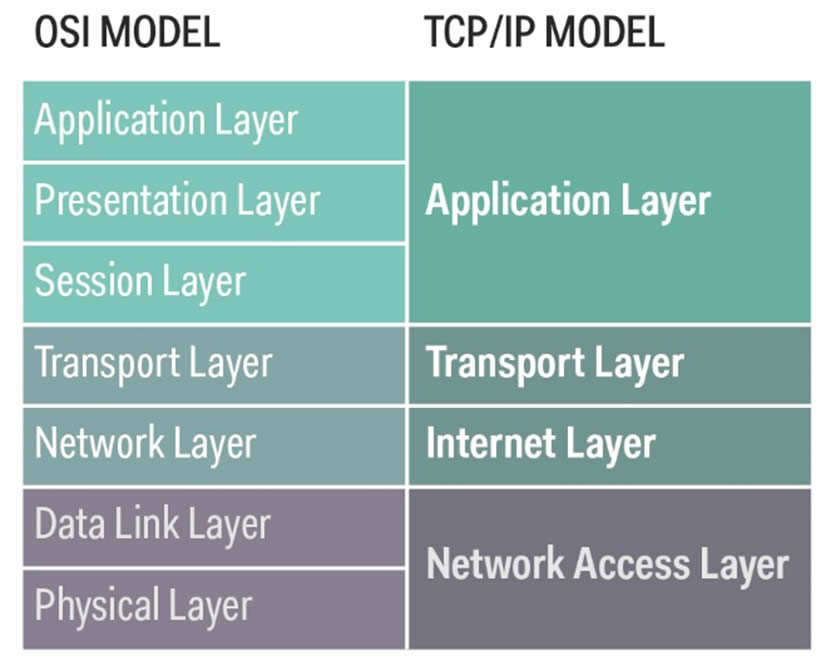 OSI MODEL
TCP/IP MODEL
Application Layer
Presentation Layer
Session Layer
Transport Layer
Network Layer
Data Link Layer
Physical Layer
Application Layer
Transport Layer
Internet Layer
Network Access Layer